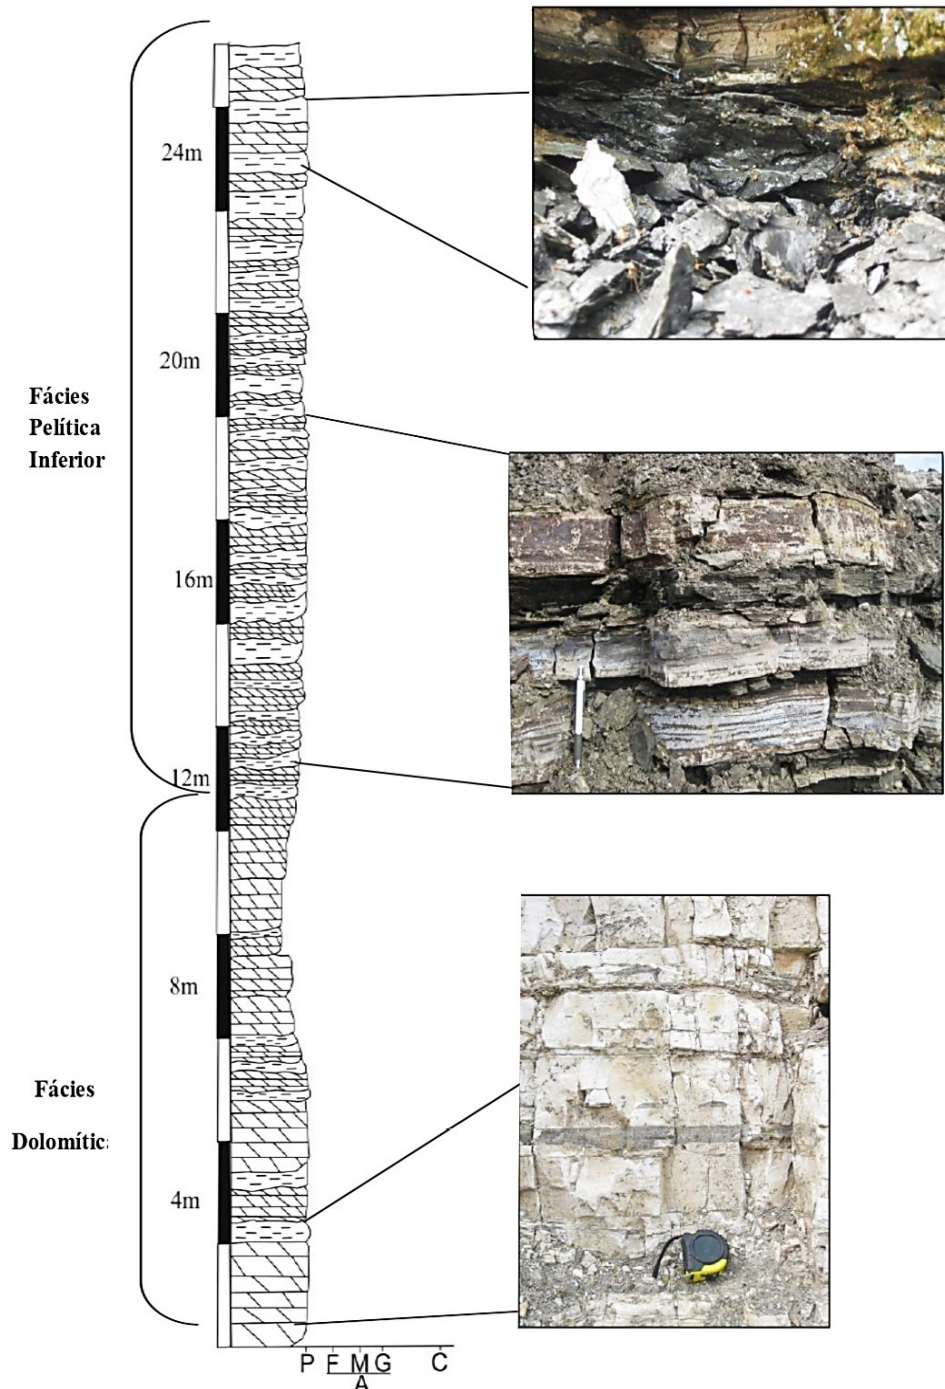 24m
20m
Fácies
Pelítica
Inferior
16m
12m
8m
Fácies
Dolomítica
4m
P F M G C
A